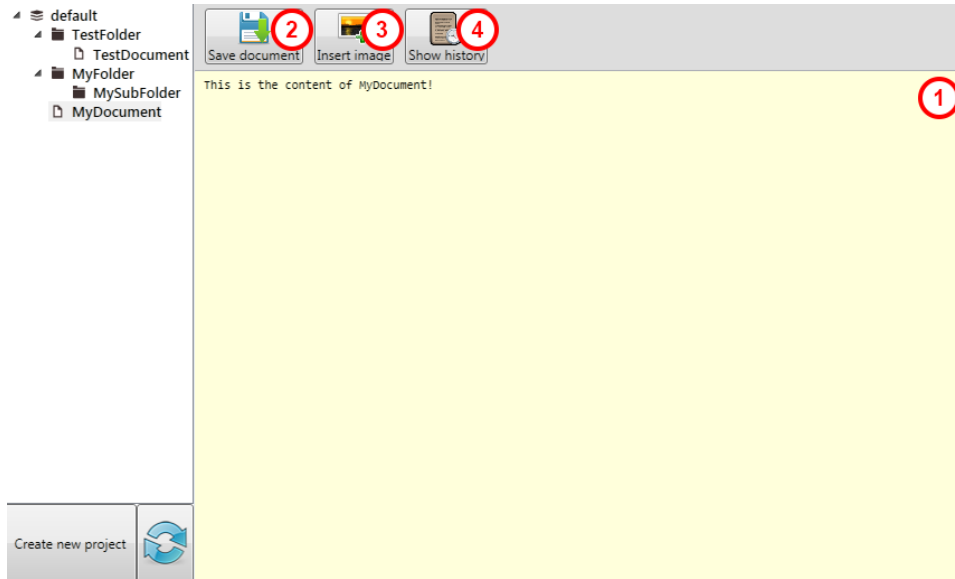 default
TestFolder
TestDocument
MyFolder
MySubFolder
MyDocument
Create new project
2
3
4
Save document
Insert image
Show history
This is the content of MyDocument!
1